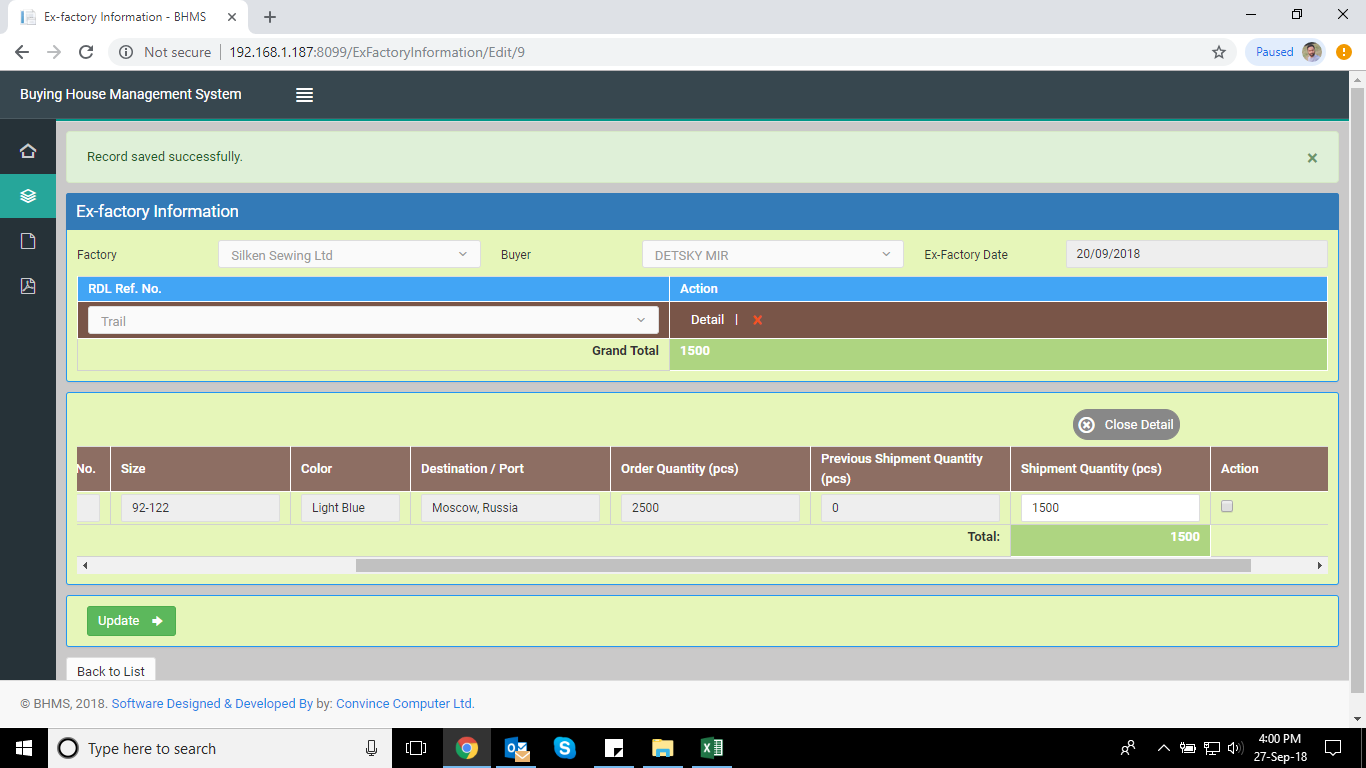 Ex-factory Information - BHMS
Not secure 192.168.1.187:8099/ExFactoryInformation/Edit/9 Paused
Buying House Management System
Record saved successfully. ×
Ex-factory Information
Factory Silken Sewing Ltd Buyer DETSKY MIR Ex-Factory Date 20/09/2018
RDL Ref. No. Action
Trail Detail |
Grand Total 1500
Close Detail
No. Size Color Destination / Port Order Quantity (pcs) Previous Shipment Quantity (pcs) Shipment Quantity (pcs) Action
92-122 Light Blue Moscow, Russia 2500 0 1500
Total: 1500
Update
Back to List
© BHMS, 2018. Software Designed & Developed By by: Convince Computer Ltd.
Type here to search
4:00 PM
27-Sep-18